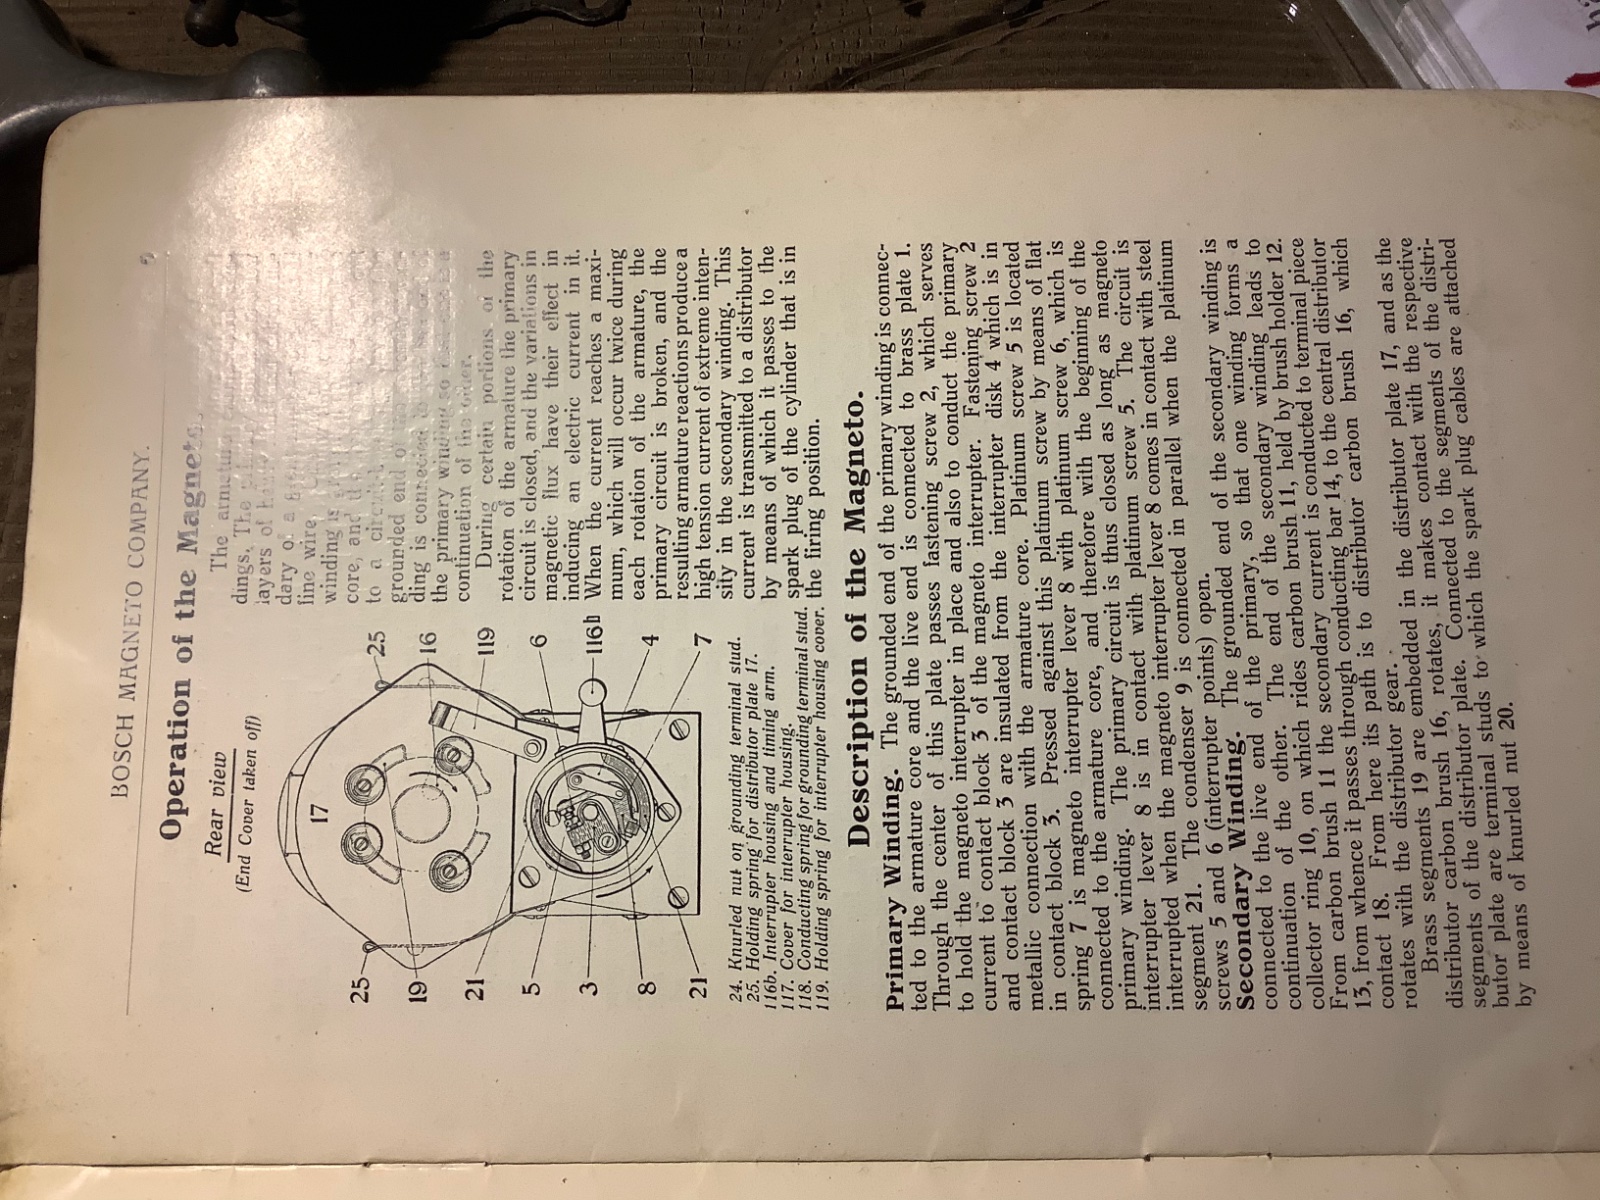 BOSCH MAGNETO COMPANY.
Operation of the Magneto.
Rear view
(End Cover taken off)
17
25
25
19
16
21
119
5
6
3
116b
8
4
21
7
24. Knurled nut on grounding terminal stud.
25. Holding spring for distributor plate 17.
116b. Interrupter housing and timing arm.
117. Cover for interrupter housing.
118. Conducting spring for grounding terminal stud.
119. Holding spring for interrupter housing cover.
The armature
dings. The
layers of
dary of a
fine wire,
winding is
core, and
to a
grounded end of
ding is connected
the primary winding so
continuation of the other.
During certain portions of the
rotation of the armature the primary
circuit is closed, and the variations in
magnetic flux have their effect in
inducing an electric current in it.
When the current reaches a maxi-
mum, which will occur twice during
each rotation of the armature, the
primary circuit is broken, and the
resulting armature reactions produce a
high tension current of extreme inten-
sity in the secondary winding. This
current is transmitted to a distributor
by means of which it passes to the
spark plug of the cylinder that is in
the firing position.
Description of the Magneto.
Primary Winding. The grounded end of the primary winding is connec-
ted to the armature core and the live end is connected to brass plate 1.
Through the center of this plate passes fastening screw 2, which serves
to hold the magneto interrupter in place and also to conduct the primary
current to contact block 3 of the magneto interrupter. Fastening screw 2
and contact block 3 are insulated from the interrupter disk 4 which is in
metallic connection with the armature core. Platinum screw 5 is located
in contact block 3. Pressed against this platinum screw by means of flat
spring 7 is magneto interrupter lever 8 with platinum screw 6, which is
connected to the armature core, and therefore with the beginning of the
primary winding. The primary circuit is thus closed as long as magneto
interrupter lever 8 is in contact with platinum screw 5. The circuit is
interrupted when the magneto interrupter lever 8 comes in contact with steel
segment 21. The condenser 9 is connected in parallel when the platinum
screws 5 and 6 (interrupter points) open.
Secondary Winding. The grounded end of the secondary winding is
connected to the live end of the primary, so that one winding forms a
continuation of the other. The end of the secondary winding leads to
collector ring 10, on which rides carbon brush 11, held by brush holder 12.
From carbon brush 11 the secondary current is conducted to terminal piece
13, from whence it passes through conducting bar 14, to the central distributor
contact 18. From here its path is to distributor carbon brush 16, which
rotates with the distributor gear.
Brass segments 19 are embedded in the distributor plate 17, and as the
distributor carbon brush 16, rotates, it makes contact with the respective
segments of the distributor plate. Connected to the segments of the distri-
butor plate are terminal studs to which the spark plug cables are attached
by means of knurled nut 20.